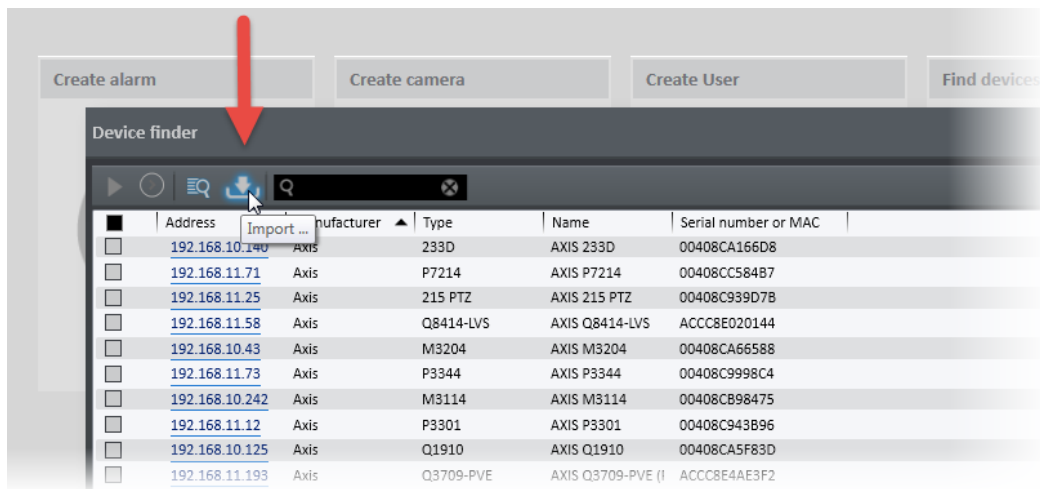 Create alarm Create camera Create User Find devices
Device finder
Address nufacturer Type Name Serial number or MAC
Import ...
192.168.10.140 Axis 233D AXIS 233D 00408CA166D8
192.168.11.71 Axis P7214 AXIS P7214 00408CC584B7
192.168.11.25 Axis 215 PTZ AXIS 215 PTZ 00408C939D7B
192.168.11.58 Axis Q8414-LVS AXIS Q8414-LVS ACCC8E020144
192.168.10.43 Axis M3204 AXIS M3204 00408CA66588
192.168.11.73 Axis P3344 AXIS P3344 00408C9998C4
192.168.10.242 Axis M3114 AXIS M3114 00408CB98475
192.168.11.12 Axis P3301 AXIS P3301 00408C943B96
192.168.10.125 Axis Q1910 AXIS Q1910 00408CA5F83D
192.168.11.193 Axis Q3709-PVE AXIS Q3709-PVE ( ACCC8E4AE3F2